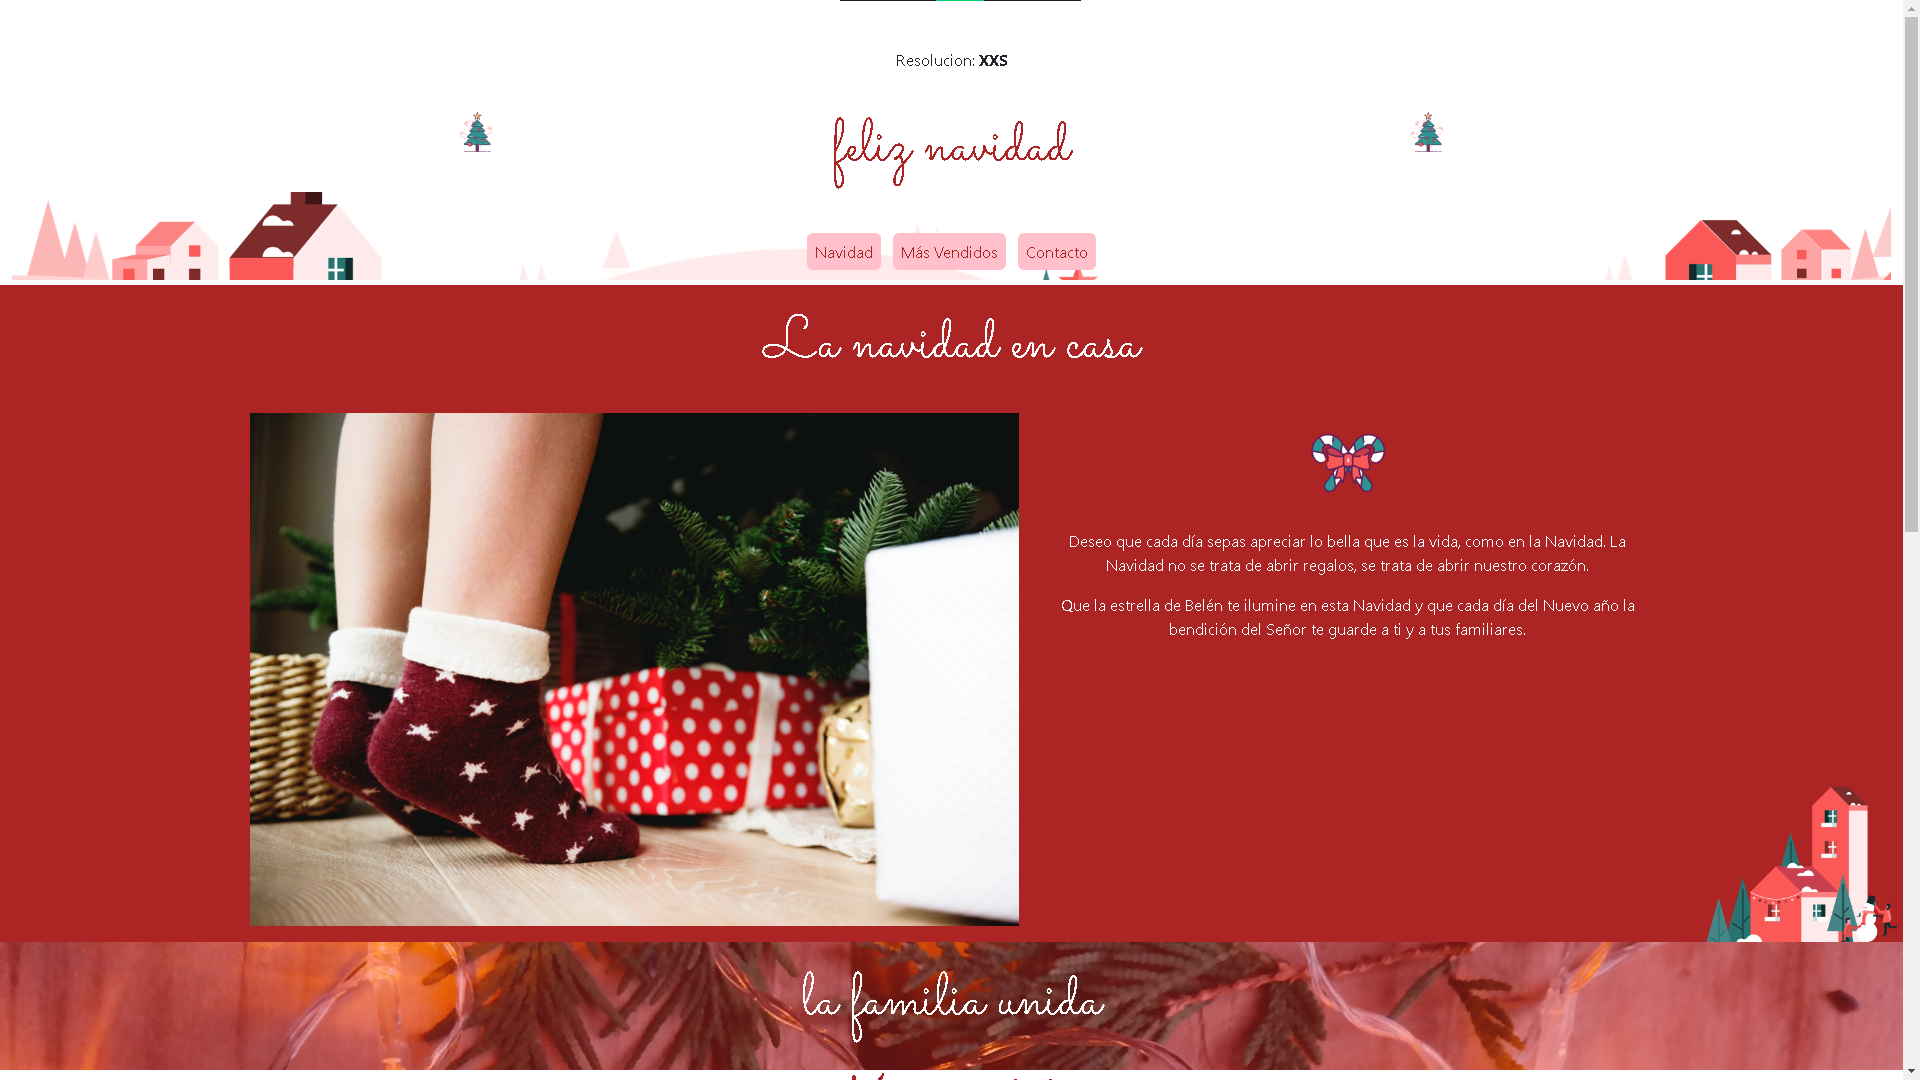 Resolucion: XXS
feliz navidad
Navidad
Más Vendidos
Contacto
La navidad en casa
Deseo que cada día sepas apreciar lo bella que es la vida, como en la Navidad. La
Navidad no se trata de abrir regalos, se trata de abrir nuestro corazón.
Que la estrella de Belén te ilumine en esta Navidad y que cada día del Nuevo año la
bendición del Señor te guarde a ti y a tus familiares.
la familia unida